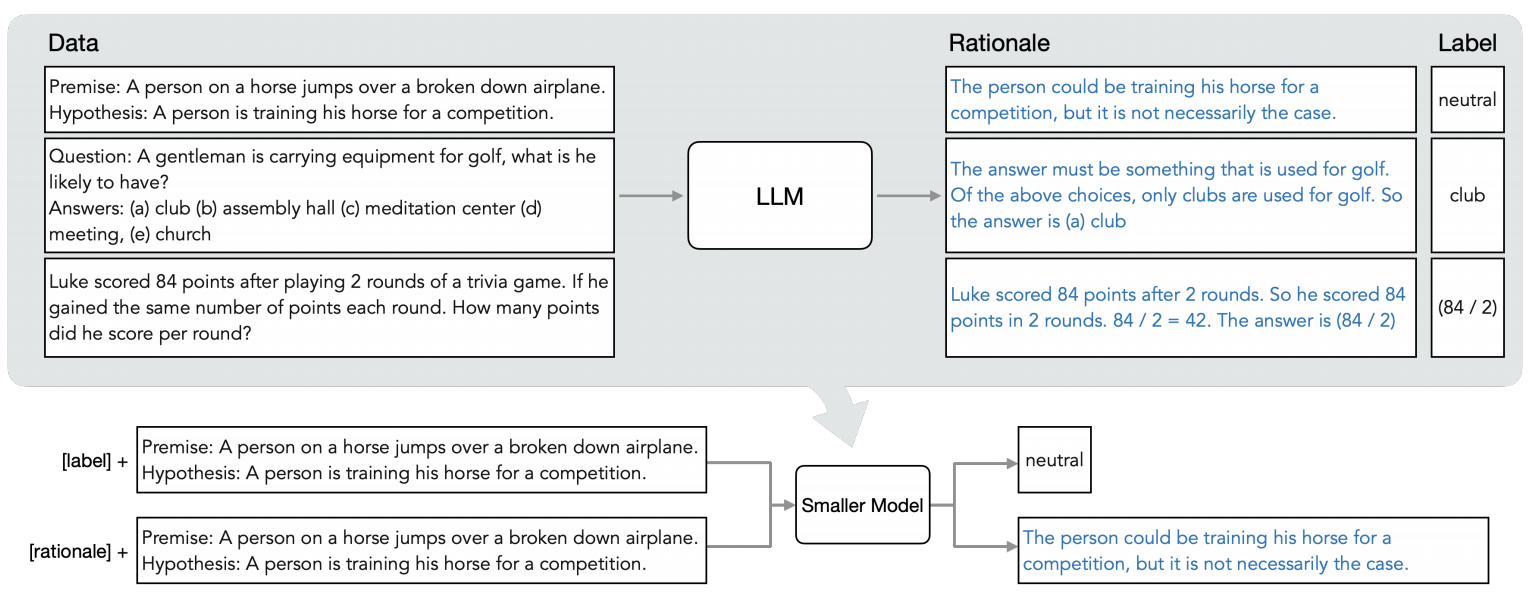 Data
Rationale
Label
Premise: A person on a horse jumps over a broken down airplane.
Hypothesis: A person is training his horse for a competition.
The person could be training his horse for a
competition, but it is not necessarily the case.
neutral
Question: A gentleman is carrying equipment for golf, what is he
likely to have?
Answers: (a) club (b) assembly hall (c) meditation center (d)
meeting, (e) church
LLM
The answer must be something that is used for golf.
Of the above choices, only clubs are used for golf. So
the answer is (a) club
club
Luke scored 84 points after playing 2 rounds of a trivia game. If he
gained the same number of points each round. How many points
did he score per round?
Luke scored 84 points after 2 rounds. So he scored 84
points in 2 rounds. 84 / 2 = 42. The answer is (84 / 2)
(84 / 2)
[label] +
Premise: A person on a horse jumps over a broken down airplane.
Hypothesis: A person is training his horse for a competition.
neutral
Smaller Model
[rationale] +
Premise: A person on a horse jumps over a broken down airplane.
Hypothesis: A person is training his horse for a competition.
The person could be training his horse for a
competition, but it is not necessarily the case.